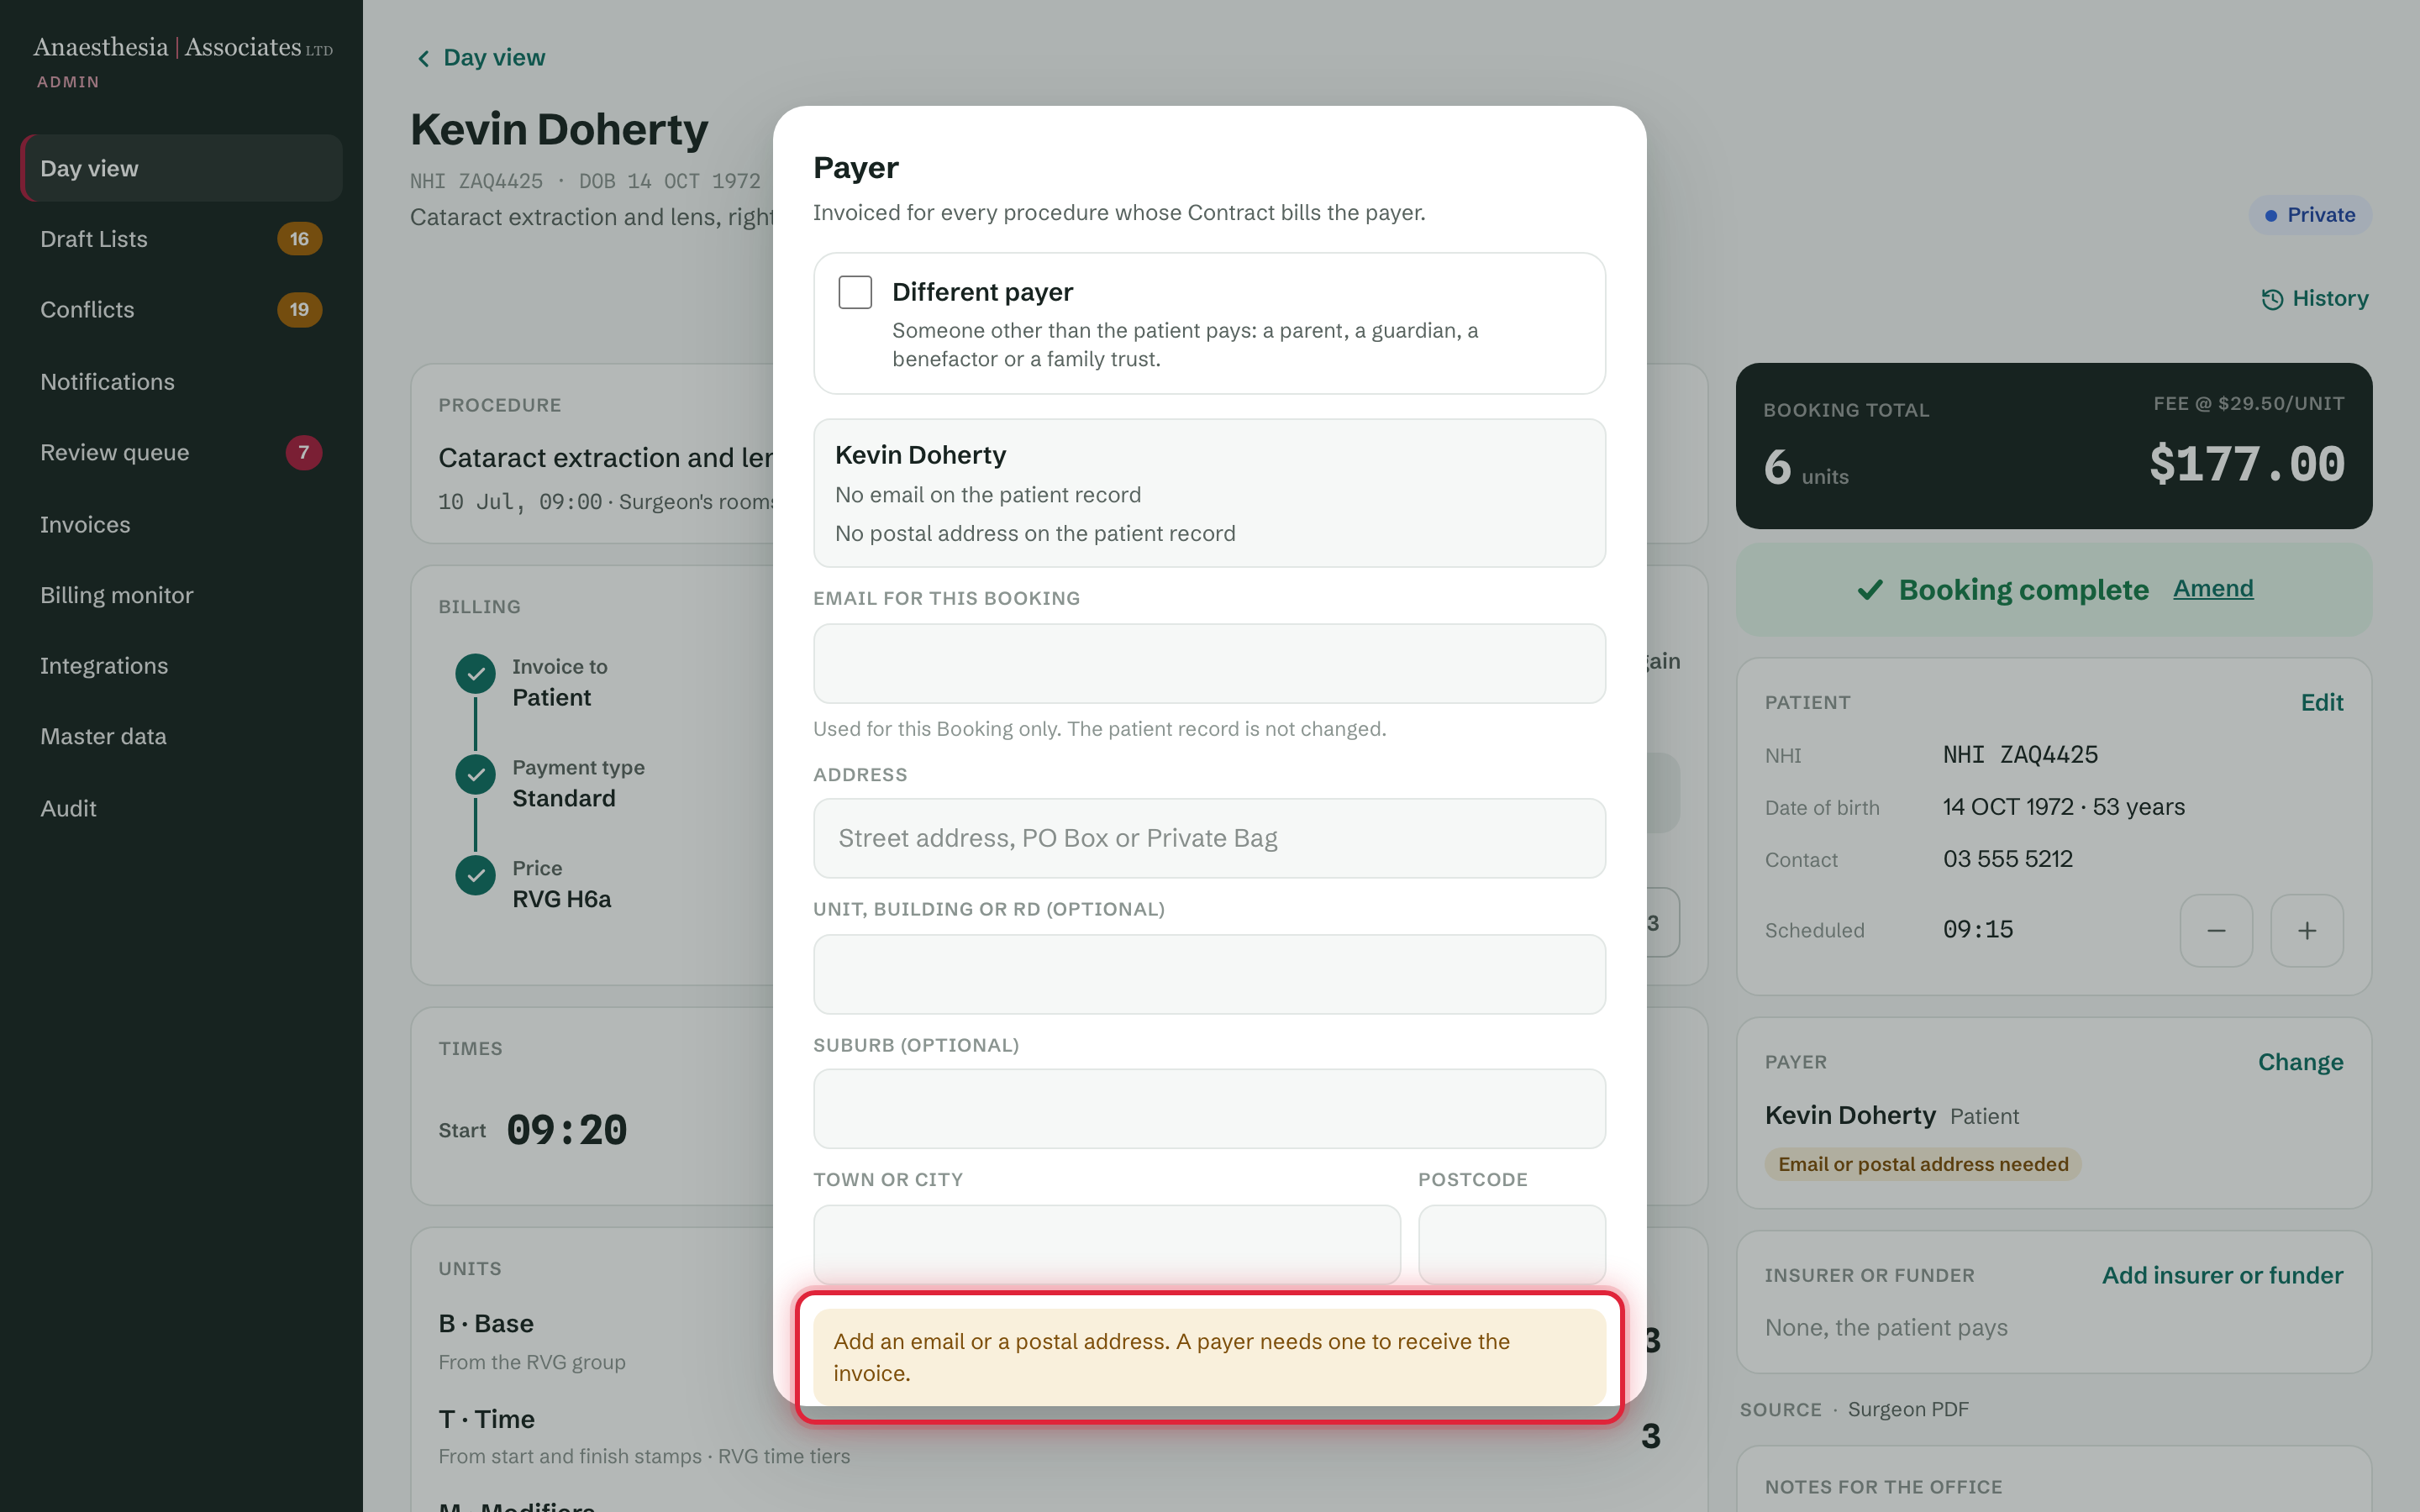 Anaesthesia | Associates LTD
ADMIN
Day view
Draft Lists 16
Conflicts 19
Notifications
Review queue 7
Invoices
Billing monitor
Integrations
Master data
Audit
Day view
Kevin Doherty
NHI ZAQ4425 · DOB 14 OCT 1972
Cataract extraction and lens, right
Private
History
PROCEDURE
Cataract extraction and len
10 Jul, 09:00 · Surgeon's rooms
BILLING
Invoice to
Patient
Payment type
Standard
Price
RVG H6a
gain
3
TIMES
Start 09:20
UNITS
B · Base
From the RVG group
3
T · Time
From start and finish stamps · RVG time tiers
3
M · Modifiers
Payer
Invoiced for every procedure whose Contract bills the payer.
Different payer
Someone other than the patient pays: a parent, a guardian, a
benefactor or a family trust.
Kevin Doherty
No email on the patient record
No postal address on the patient record
EMAIL FOR THIS BOOKING
Used for this Booking only. The patient record is not changed.
ADDRESS
Street address, PO Box or Private Bag
UNIT, BUILDING OR RD (OPTIONAL)
SUBURB (OPTIONAL)
TOWN OR CITY
POSTCODE
Add an email or a postal address. A payer needs one to receive the
invoice.
BOOKING TOTAL
FEE @ $29.50/UNIT
6 units
$177.00
Booking complete Amend
PATIENT
Edit
NHI
NHI ZAQ4425
Date of birth
14 OCT 1972 · 53 years
Contact
03 555 5212
Scheduled
09:15
− +
PAYER
Change
Kevin Doherty Patient
Email or postal address needed
INSURER OR FUNDER
Add insurer or funder
None, the patient pays
SOURCE · Surgeon PDF
NOTES FOR THE OFFICE